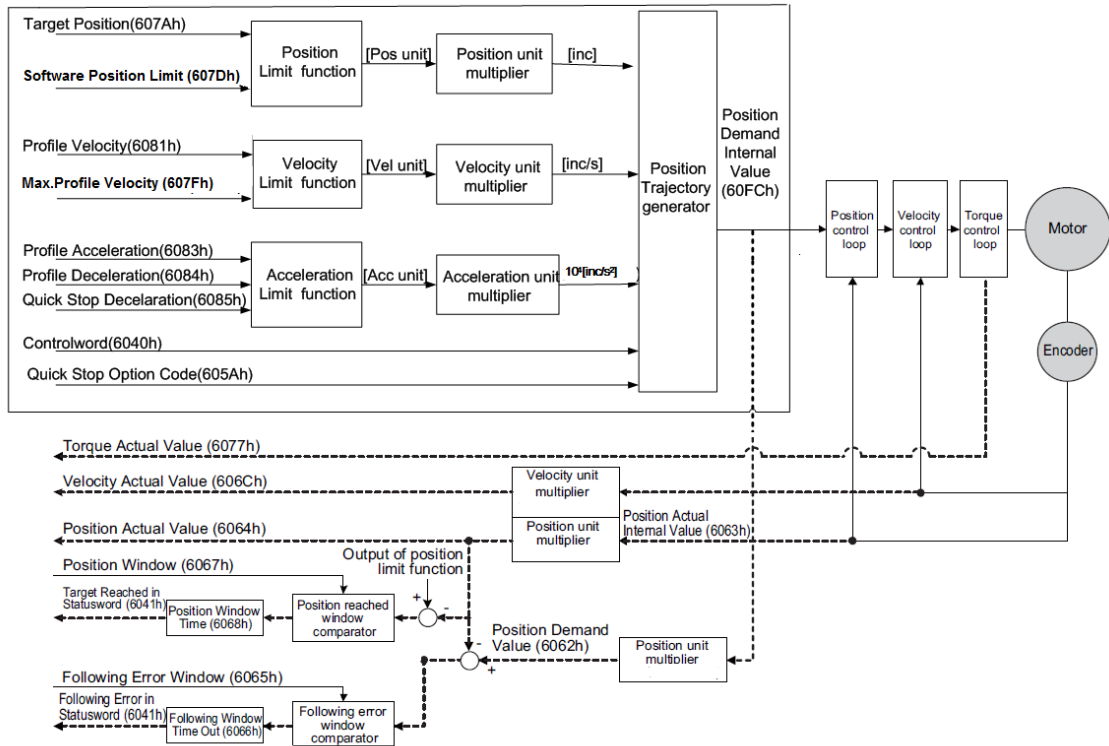 Target Position(607Ah)
Software Position Limit (607Dh)
Position
Limit function
[Pos unit]
Position unit
multiplier
[inc]
Profile Velocity(6081h)
Max.Profile Velocity (607Fh)
Velocity
Limit function
[Vel unit]
Velocity unit
multiplier
[inc/s]
Profile Acceleration(6083h)
Profile Deceleration(6084h)
Quick Stop Decelaration(6085h)
Acceleration
Limit function
[Acc unit]
Acceleration unit
multiplier
10⁴[inc/s²]
Controlword(6040h)
Quick Stop Option Code(605Ah)
Position
Trajectory
generator
Position
Demand
Internal
Value
(60FCh)
Position
control
loop
Velocity
control
loop
Torque
control
loop
Motor
Encoder
Torque Actual Value (6077h)
Velocity Actual Value (606Ch)
Velocity unit
multiplier
Position Actual Value (6064h)
Position unit
multiplier
Position Actual
Internal Value (6063h)
Position Window (6067h)
Output of position
limit function
Target Reached in
Statusword (6041h)
Position Window
Time (6068h)
Position reached
window
comparator
+
-
Position Demand
Value (6062h)
-
+
Position unit
multiplier
Following Error Window (6065h)
Following Error in
Statusword (6041h)
Following Window
Time Out (6066h)
Following error
window
comparator